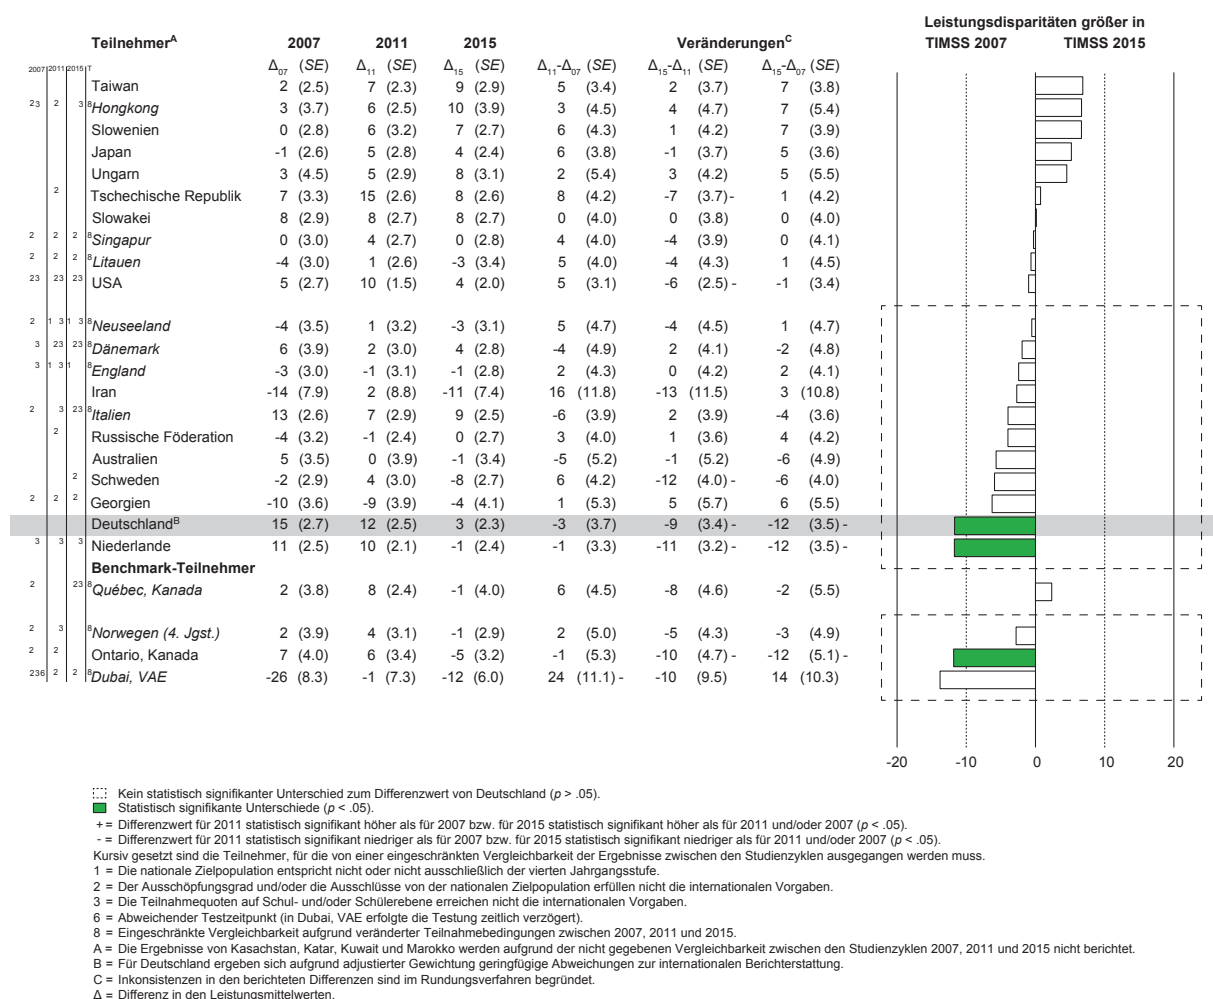 Leistungsdisparitäten größer in
TeilnehmerA 2007 2011 2015 VeränderungenC TIMSS 2007 TIMSS 2015
2007 2011 2015 T Δ07 (SE) Δ11 (SE) Δ15 (SE) Δ11-Δ07 (SE) Δ15-Δ11 (SE) Δ15-Δ07 (SE)
Taiwan 2 (2.5) 7 (2.3) 9 (2.9) 5 (3.4) 2 (3.7) 7 (3.8)
23 2 3 8 Hongkong 3 (3.7) 6 (2.5) 10 (3.9) 3 (4.5) 4 (4.7) 7 (5.4)
Slowenien 0 (2.8) 6 (3.2) 7 (2.7) 6 (4.3) 1 (4.2) 7 (3.9)
Japan -1 (2.6) 5 (2.8) 4 (2.4) 6 (3.8) -1 (3.7) 5 (3.6)
Ungarn 3 (4.5) 5 (2.9) 8 (3.1) 2 (5.4) 3 (4.2) 5 (5.5)
2 Tschechische Republik 7 (3.3) 15 (2.6) 8 (2.6) 8 (4.2) -7 (3.7) - 1 (4.2)
Slowakei 8 (2.9) 8 (2.7) 8 (2.7) 0 (4.0) 0 (3.8) 0 (4.0)
2 2 2 8 Singapur 0 (3.0) 4 (2.7) 0 (2.8) 4 (4.0) -4 (3.9) 0 (4.1)
2 2 2 8 Litauen -4 (3.0) 1 (2.6) -3 (3.4) 5 (4.0) -4 (4.3) 1 (4.5)
23 23 23 USA 5 (2.7) 10 (1.5) 4 (2.0) 5 (3.1) -6 (2.5) - -1 (3.4)
2 1 3 1 3 8 Neuseeland -4 (3.5) 1 (3.2) -3 (3.1) 5 (4.7) -4 (4.5) 1 (4.7)
3 23 23 8 Dänemark 6 (3.9) 2 (3.0) 4 (2.8) -4 (4.9) 2 (4.1) -2 (4.8)
3 1 3 1 8 England -3 (3.0) -1 (3.1) -1 (2.8) 2 (4.3) 0 (4.2) 2 (4.1)
Iran -14 (7.9) 2 (8.8) -11 (7.4) 16 (11.8) -13 (11.5) 3 (10.8)
2 3 23 8 Italien 13 (2.6) 7 (2.9) 9 (2.5) -6 (3.9) 2 (3.9) -4 (3.6)
2 Russische Föderation -4 (3.2) -1 (2.4) 0 (2.7) 3 (4.0) 1 (3.6) 4 (4.2)
Australien 5 (3.5) 0 (3.9) -1 (3.4) -5 (5.2) -1 (5.2) -6 (4.9)
2 Schweden -2 (2.9) 4 (3.0) -8 (2.7) 6 (4.2) -12 (4.0) - -6 (4.0)
2 2 2 Georgien -10 (3.6) -9 (3.9) -4 (4.1) 1 (5.3) 5 (5.7) 6 (5.5)
DeutschlandB 15 (2.7) 12 (2.5) 3 (2.3) -3 (3.7) -9 (3.4) - -12 (3.5) -
3 3 3 Niederlande 11 (2.5) 10 (2.1) -1 (2.4) -1 (3.3) -11 (3.2) - -12 (3.5) -
Benchmark-Teilnehmer
2 23 8 Québec, Kanada 2 (3.8) 8 (2.4) -1 (4.0) 6 (4.5) -8 (4.6) -2 (5.5)
2 3 8 Norwegen (4. Jgst.) 2 (3.9) 4 (3.1) -1 (2.9) 2 (5.0) -5 (4.3) -3 (4.9)
2 2 Ontario, Kanada 7 (4.0) 6 (3.4) -5 (3.2) -1 (5.3) -10 (4.7) - -12 (5.1) -
236 2 2 8 Dubai, VAE -26 (8.3) -1 (7.3) -12 (6.0) 24 (11.1) - -10 (9.5) 14 (10.3)
-20 -10 0 10 20
Kein statistisch signifikanter Unterschied zum Differenzwert von Deutschland (p > .05).
Statistisch signifikante Unterschiede (p < .05).
+ = Differenzwert für 2011 statistisch signifikant höher als für 2007 bzw. für 2015 statistisch signifikant höher als für 2011 und/oder 2007 (p < .05).
- = Differenzwert für 2011 statistisch signifikant niedriger als für 2007 bzw. für 2015 statistisch signifikant niedriger als für 2011 und/oder 2007 (p < .05).
Kursiv gesetzt sind die Teilnehmer, für die von einer eingeschränkten Vergleichbarkeit der Ergebnisse zwischen den Studienzyklen ausgegangen werden muss.
1 = Die nationale Zielpopulation entspricht nicht oder nicht ausschließlich der vierten Jahrgangsstufe.
2 = Der Ausschöpfungsgrad und/oder die Ausschlüsse von der nationalen Zielpopulation erfüllen nicht die internationalen Vorgaben.
3 = Die Teilnahmequoten auf Schul- und/oder Schülerebene erreichen nicht die internationalen Vorgaben.
6 = Abweichender Testzeitpunkt (in Dubai, VAE erfolgte die Testung zeitlich verzögert).
8 = Eingeschränkte Vergleichbarkeit aufgrund veränderter Teilnahmebedingungen zwischen 2007, 2011 und 2015.
A = Die Ergebnisse von Kasachstan, Katar, Kuwait und Marokko werden aufgrund der nicht gegebenen Vergleichbarkeit zwischen den Studienzyklen 2007, 2011 und 2015 nicht berichtet.
B = Für Deutschland ergeben sich aufgrund adjustierter Gewichtung geringfügige Abweichungen zur internationalen Berichterstattung.
C = Inkonsistenzen in den berichteten Differenzen sind im Rundungsverfahren begründet.
Δ = Differenz in den Leistungsmittelwerten.